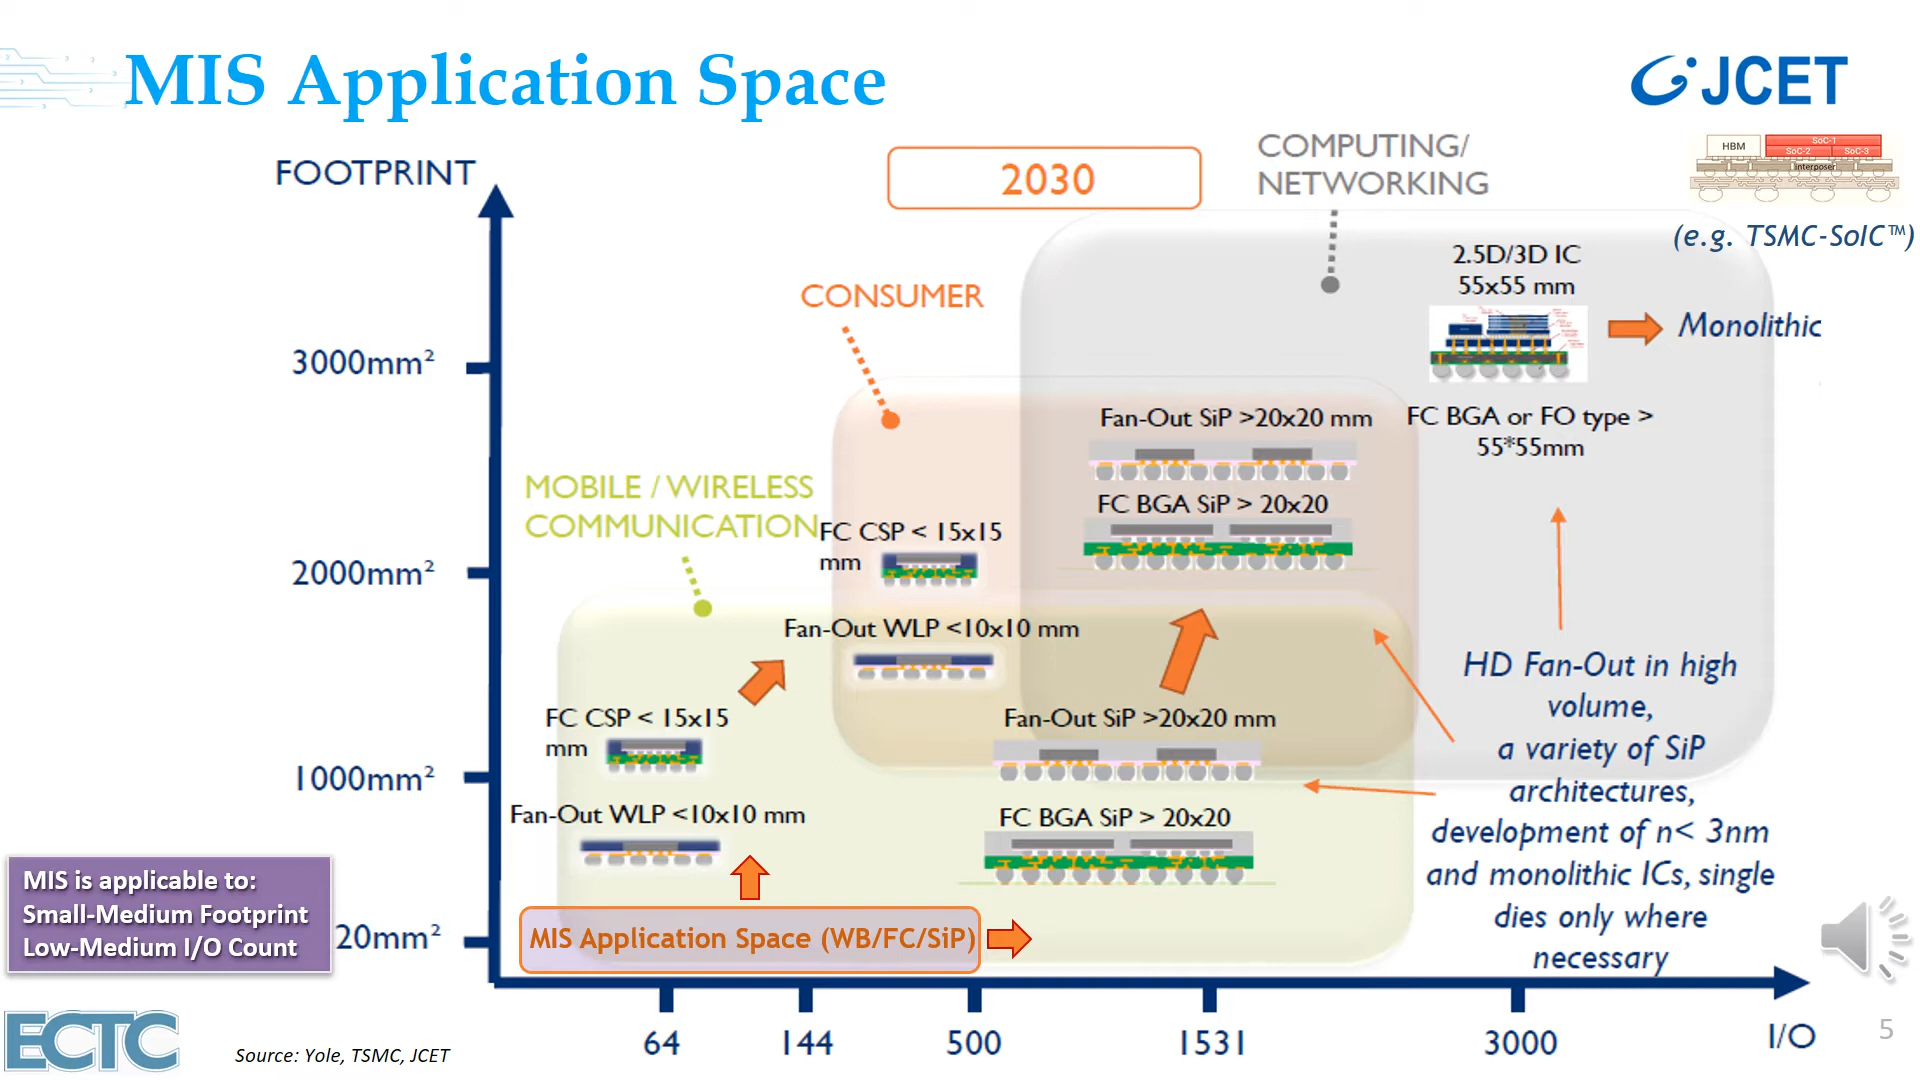 MIS Application Space
JCET
FOOTPRINT
2030
COMPUTING/
NETWORKING
HBM
SoC-1
SoC-2
SoC-3
Interposer
(e.g. TSMC-SoIC™)
2.5D/3D IC
55x55 mm
Monolithic
CONSUMER
3000mm²
Fan-Out SiP >20x20 mm
FC BGA or FO type >
55*55mm
MOBILE / WIRELESS
COMMUNICATION
FC BGA SiP > 20x20
FC CSP < 15x15
mm
2000mm²
Fan-Out WLP <10x10 mm
HD Fan-Out in high
volume,
a variety of SiP
architectures,
development of n< 3nm
and monolithic ICs, single
dies only where
necessary
FC CSP < 15x15
mm
Fan-Out SiP >20x20 mm
1000mm²
Fan-Out WLP <10x10 mm
FC BGA SiP > 20x20
MIS is applicable to:
Small-Medium Footprint
Low-Medium I/O Count
20mm²
MIS Application Space (WB/FC/SiP)
64
144
500
1531
3000
I/O
5
ECTC
Source: Yole, TSMC, JCET